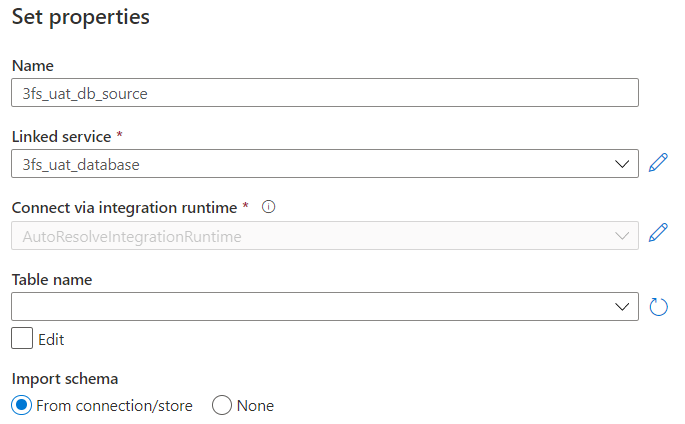 Set properties
Name
3fs_uat_db_source
Linked service *
3fs_uat_database
Connect via integration runtime *
AutoResolveIntegrationRuntime
Table name
Edit
Import schema
From connection/store None